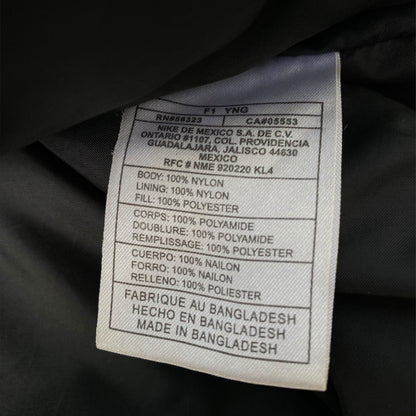 F1 YNG
RN#56323 CA#05553
NIKE DE MEXICO S.A. DE C.V.
ONTARIO #1107, COL. PROVIDENCIA
GUADALAJARA, JALISCO 44630
MEXICO
RFC # NME 920220 KL4
BODY: 100% NYLON
LINING: 100% NYLON
FILL: 100% POLYESTER
CORPS: 100% POLYAMIDE
DOUBLURE: 100% POLYAMIDE
REMPLISSAGE: 100% POLYESTER
CUERPO: 100% NAILON
FORRO: 100% NAILON
RELLENO: 100% POLIESTER
FABRIQUE AU BANGLADESH
HECHO EN BANGLADESH
MADE IN BANGLADESH